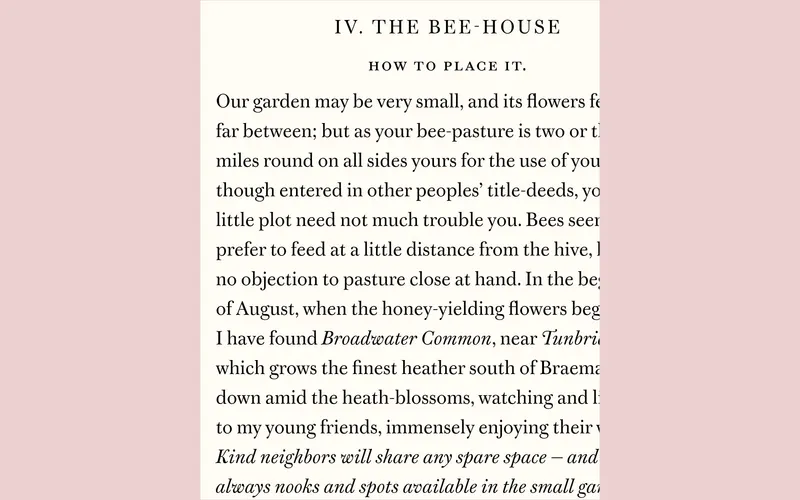 IV. THE BEE-HOUSE
HOW TO PLACE IT.
Our garden may be very small, and its flowers
far between; but as your bee-pasture is two or
miles round on all sides yours for the use of
though entered in other peoples’ title-deeds,
little plot need not much trouble you. Bees
prefer to feed at a little distance from the hive,
no objection to pasture close at hand. In the
of August, when the honey-yielding flowers
I have found Broadwater Common, near
which grows the finest heather south of
down amid the heath-blossoms, watching and
to my young friends, immensely enjoying their
Kind neighbors will share any spare space – and
always nooks and spots available in the small